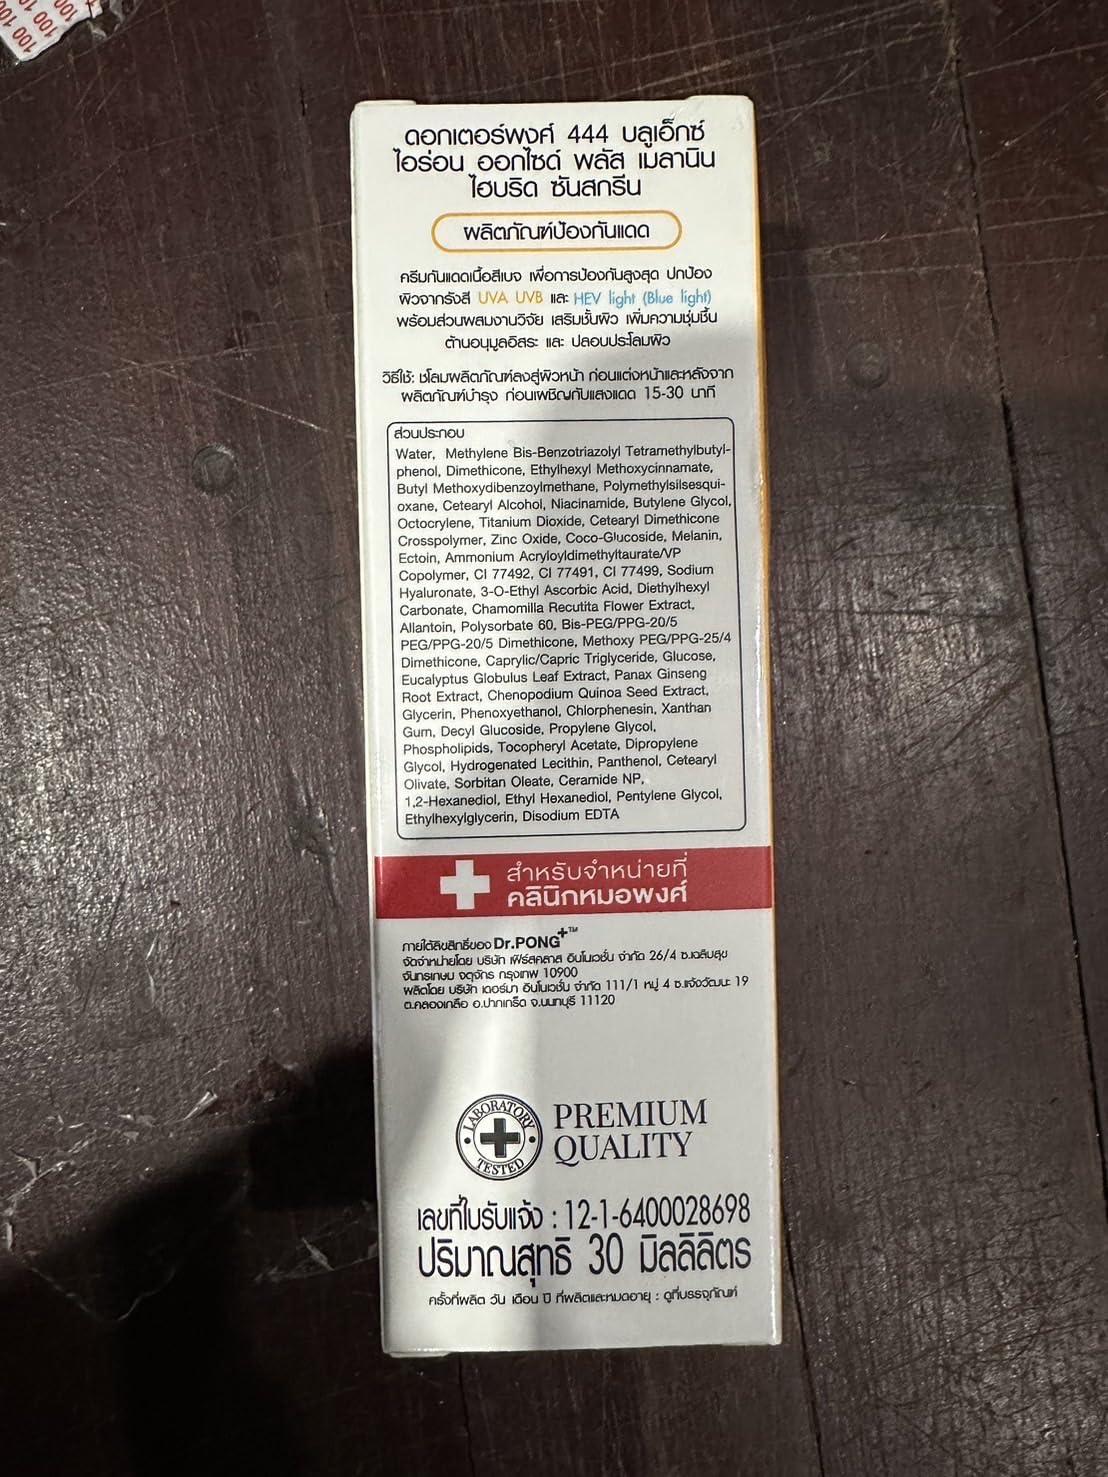 100 100
100 100
100 100
ดอกเตอร์พงศ์ 444 บลูเอ็กซ์
ไอร่อน ออกไซด์ พลัส เมลานิน
ไฮบริด ซันสกรีน
ผลิตภัณฑ์ป้องกันแดด
ครีมกันแดดเนื้อสีเบจ เพื่อการป้องกันสูงสุด ปกป้อง
ผิวจากรังสี UVA UVB และ HEV light (Blue light)
พร้อมส่วนผสมงานวิจัย เสริมชั้นผิว เพิ่มความชุ่มชื้น
ต้านอนุมูลอิสระ และ ปลอบประโลมผิว
วิธีใช้: ชโลมผลิตภัณฑ์ลงสู่ผิวหน้า ก่อนแต่งหน้าและหลังจาก
ผลิตภัณฑ์บำรุง ก่อนเผชิญกับแสงแดด 15-30 นาที
ส่วนประกอบ
Water, Methylene Bis-Benzotriazolyl Tetramethylbutyl-
phenol, Dimethicone, Ethylhexyl Methoxycinnamate,
Butyl Methoxydibenzoylmethane, Polymethylsilsesqui-
oxane, Cetearyl Alcohol, Niacinamide, Butylene Glycol,
Octocrylene, Titanium Dioxide, Cetearyl Dimethicone
Crosspolymer, Zinc Oxide, Coco-Glucoside, Melanin,
Ectoin, Ammonium Acryloyldimethyltaurate/VP
Copolymer, CI 77492, CI 77491, CI 77499, Sodium
Hyaluronate, 3-O-Ethyl Ascorbic Acid, Diethylhexyl
Carbonate, Chamomilla Recutita Flower Extract,
Allantoin, Polysorbate 60, Bis-PEG/PPG-20/5
PEG/PPG-20/5 Dimethicone, Methoxy PEG/PPG-25/4
Dimethicone, Caprylic/Capric Triglyceride, Glucose,
Eucalyptus Globulus Leaf Extract, Panax Ginseng
Root Extract, Chenopodium Quinoa Seed Extract,
Glycerin, Phenoxyethanol, Chlorphenesin, Xanthan
Gum, Decyl Glucoside, Propylene Glycol,
Phospholipids, Tocopheryl Acetate, Dipropylene
Glycol, Hydrogenated Lecithin, Panthenol, Cetearyl
Olivate, Sorbitan Oleate, Ceramide NP,
1,2-Hexanediol, Ethyl Hexanediol, Pentylene Glycol,
Ethylhexylglycerin, Disodium EDTA
สำหรับจำหน่ายที่
คลินิกหมอพงศ์
ภายใต้ลิขสิทธิ์ของ Dr.PONG+™
จัดจำหน่ายโดย บริษัท เฟิร์สคลาส อินโนเวชั่น จำกัด 26/4 ซ.เฉลิมสุข
จันทรเกษม จตุจักร กรุงเทพ 10900
ผลิตโดย บริษัท เดอร์มา อินโนเวชั่น จำกัด 111/1 หมู่ 4 ซ.แจ้งวัฒนะ 19
ต.คลองเกลือ อ.ปากเกร็ด จ.นนทบุรี 11120
LABORATORY
TESTED
PREMIUM
QUALITY
เลขที่ใบรับแจ้ง : 12-1-6400028698
ปริมาณสุทธิ 30 มิลลิลิตร
ครั้งที่ผลิต วัน เดือน ปี ที่ผลิตและหมดอายุ : ดูที่บรรจุภัณฑ์